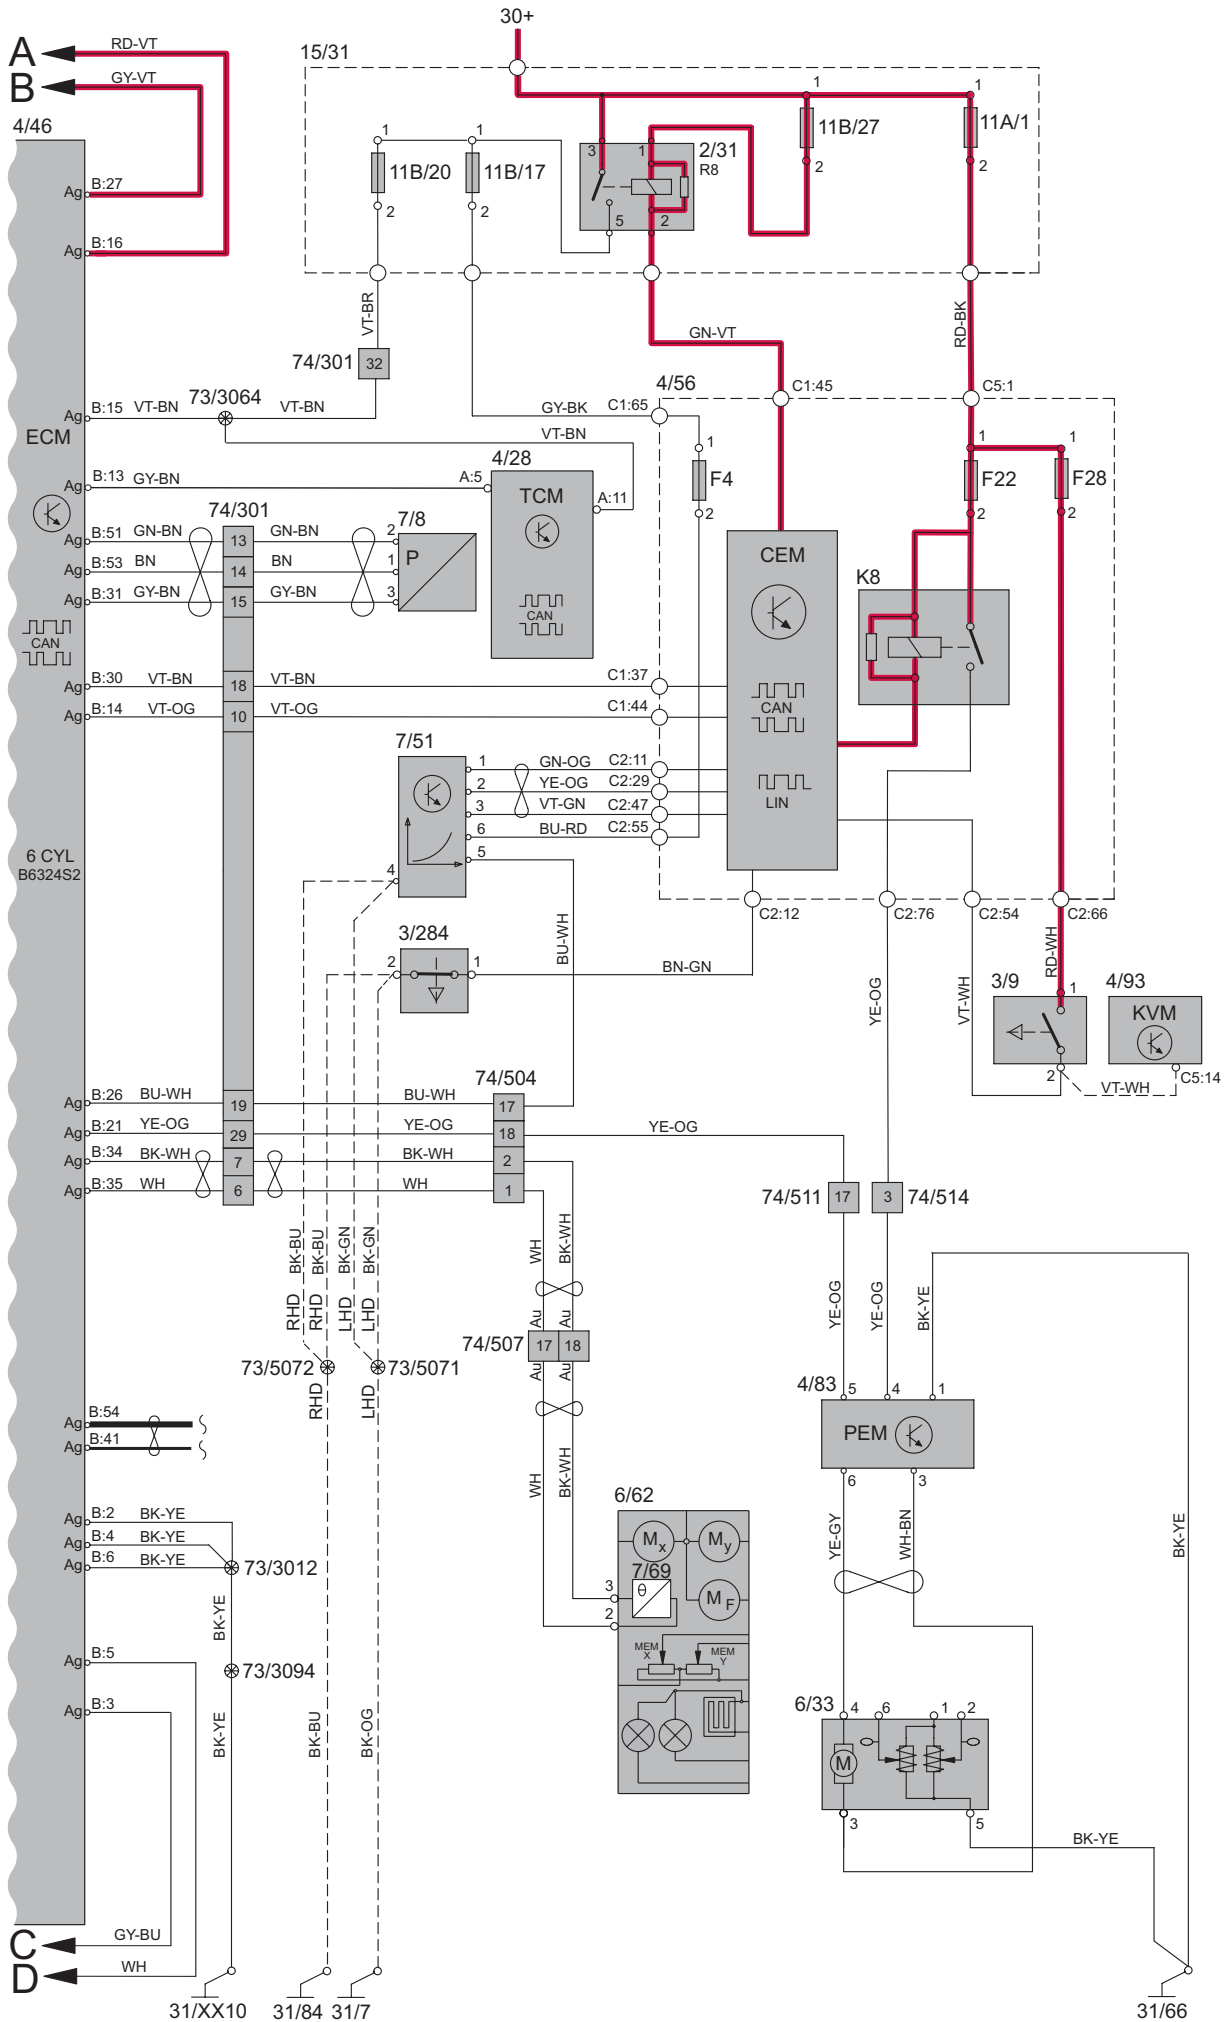 30+
A RD-VT
15/31
B GY-VT
4/46
1 1
11B/27 11A/1
1 1 3 1 2/31
R8
11B/20 11B/17
2 2
Ag B:27
2 2 5 2
Ag B:16
VT-BR GN-VT RD-BK
74/301 32
73/3064 4/56 C1:45 C5:1
Ag B:15 VT-BN VT-BN GY-BK C1:65
ECM VT-BN 1 1 1
4/28
Ag B:13 GY-BN A:5 TCM A:11 F4 F22 F28
74/301 7/8 2 2 2
Ag B:51 GN-BN 13 GN-BN 2
P CEM
Ag B:53 BN 14 BN 1
K8
Ag B:31 GY-BN 15 GY-BN 3
CAN CAN
Ag B:30 VT-BN 18 VT-BN C1:37
CAN
Ag B:14 VT-OG 10 VT-OG C1:44
7/51
1 GN-OG C2:11
2 YE-OG C2:29
3 VT-GN C2:47 LIN
6 BU-RD C2:55
5
6 CYL
B6324S2
4
C2:12 C2:76 C2:54 C2:66
3/284 BU-WH
2 1 BN-GN
YE-OG VT-WH RD-WH
3/9 1 4/93
KVM
2 VT-WH C5:14
74/504
Ag B:26 BU-WH 19 BU-WH 17
Ag B:21 YE-OG 29 YE-OG 18 YE-OG
Ag B:34 BK-WH 7 BK-WH 2
Ag B:35 WH 6 WH 1
74/511 17 3 74/514
BK-BU BK-BU BK-GN BK-GN WH BK-WH
RHD RHD LHD LHD
YE-OG YE-OG BK-YE
Au Au
74/507 17 18
73/5072 73/5071 Au Au
RHD LHD
4/83 5 4 1
Ag B:54
PEM
Ag B:41
6 3
WH BK-WH
6/62
Ag B:2 BK-YE
YE-GY WH-BN BK-YE
Ag B:4 BK-YE Mx My
Ag B:6 BK-YE 73/3012
7/69
3 θ MF
BK-YE 2
MEM X MEM Y
Ag B:5 73/3094
Ag B:3
6/33 4 6 1 2
BK-YE BK-BU BK-OG
M
3 5
BK-YE
C GY-BU
D WH
31/XX10 31/84 31/7 31/66